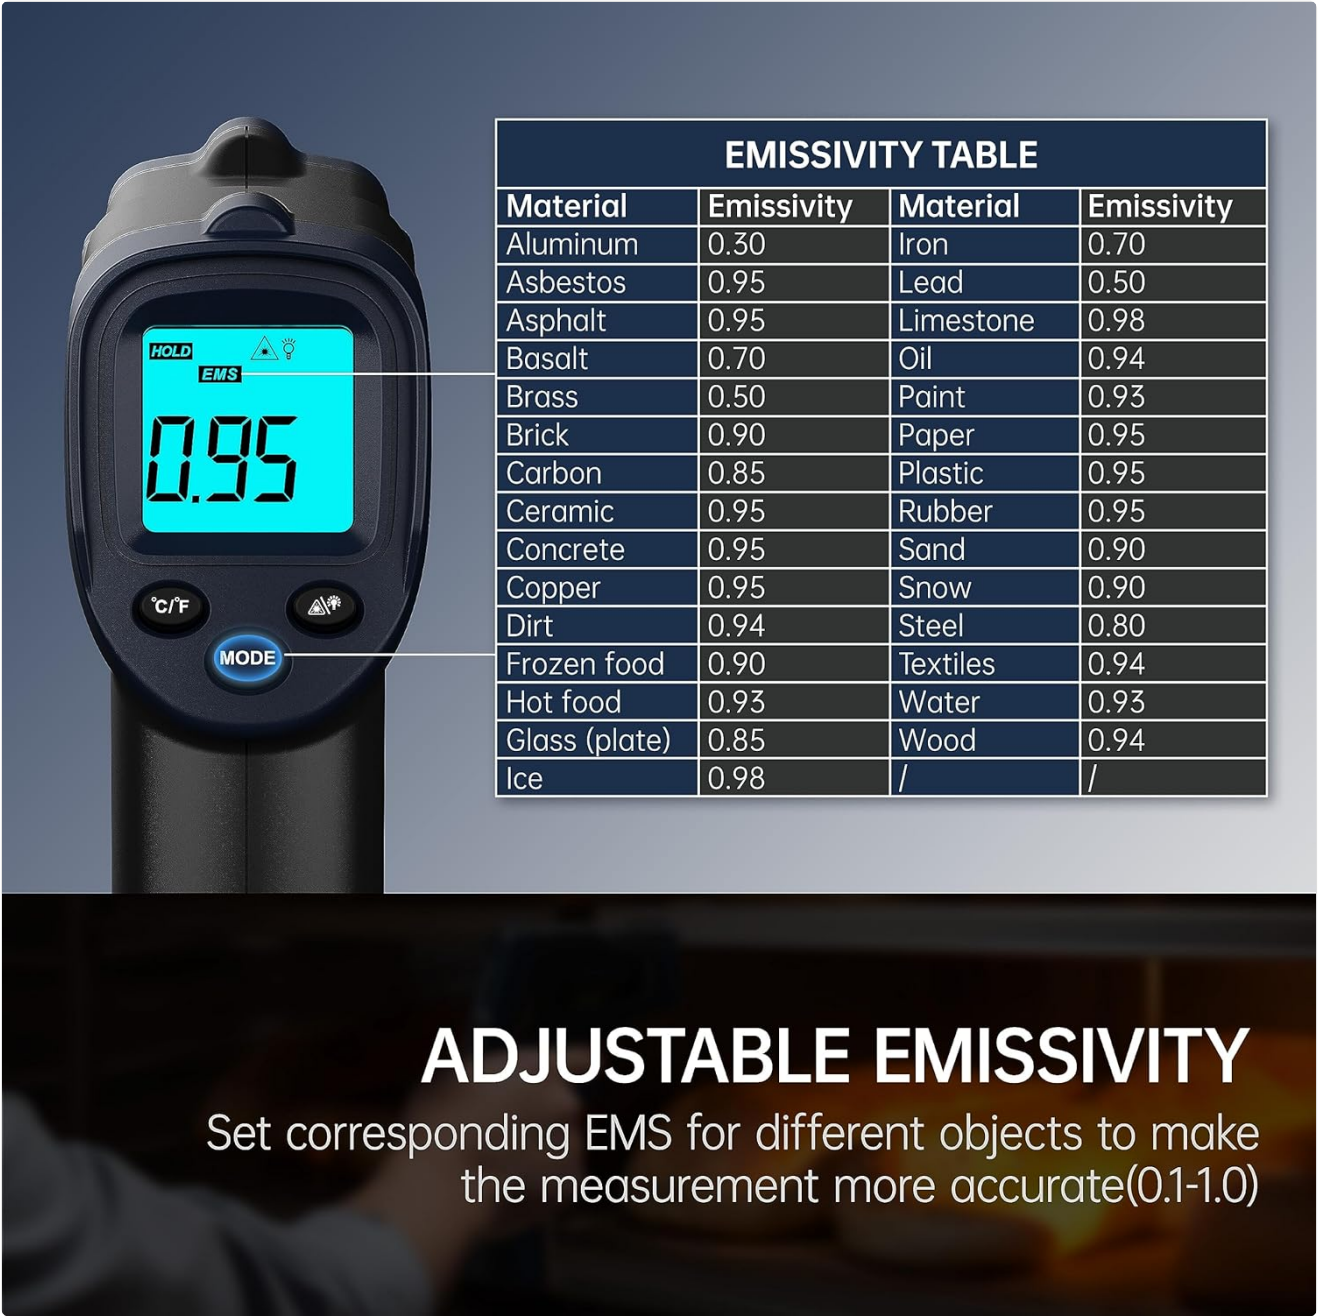 EMISSIVITY TABLE
Material Emissivity Material Emissivity
Aluminum 0.30 Iron 0.70
Asbestos 0.95 Lead 0.50
Asphalt 0.95 Limestone 0.98
Basalt 0.70 Oil 0.94
Brass 0.50 Paint 0.93
Brick 0.90 Paper 0.95
Carbon 0.85 Plastic 0.95
Ceramic 0.95 Rubber 0.95
Concrete 0.95 Sand 0.90
Copper 0.95 Snow 0.90
Dirt 0.94 Steel 0.80
Frozen food 0.90 Textiles 0.94
Hot food 0.93 Water 0.93
Glass (plate) 0.85 Wood 0.94
Ice 0.98 / /
HOLD
EMS
0.95
°C/°F
MODE
ADJUSTABLE EMISSIVITY
Set corresponding EMS for different objects to make
the measurement more accurate(0.1-1.0)